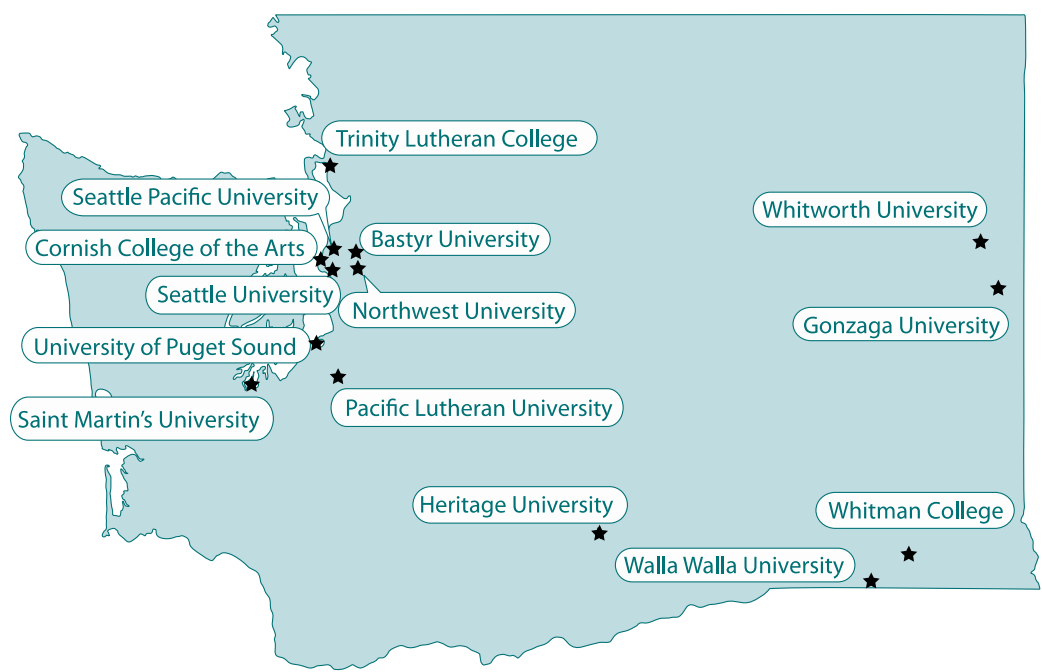 Trinity Lutheran College
Seattle Pacific University
Whitworth University
Cornish College of the Arts
Bastyr University
Seattle University
Northwest University
Gonzaga University
University of Puget Sound
Saint Martin's University
Pacific Lutheran University
Heritage University
Whitman College
Walla Walla University